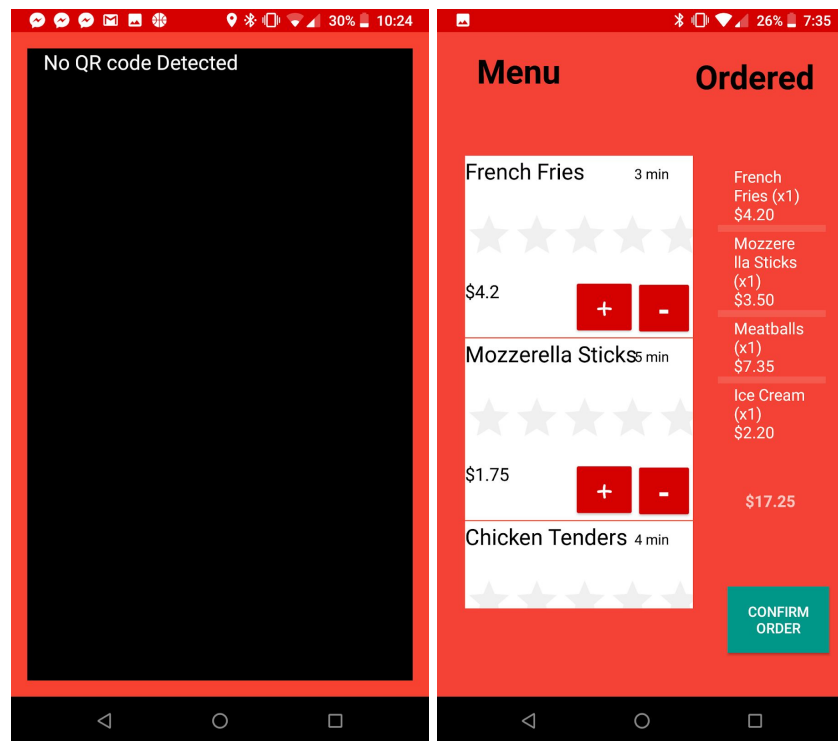 30% 10:24
No QR code Detected
26% 7:35
Menu
Ordered
French Fries 3 min
$4.2
+ -
Mozzerella Sticks 5 min
$1.75
+ -
Chicken Tenders 4 min
French
Fries (x1)
$4.20
Mozzere
lla Sticks
(x1)
$3.50
Meatballs
(x1)
$7.35
Ice Cream
(x1)
$2.20
$17.25
CONFIRM
ORDER